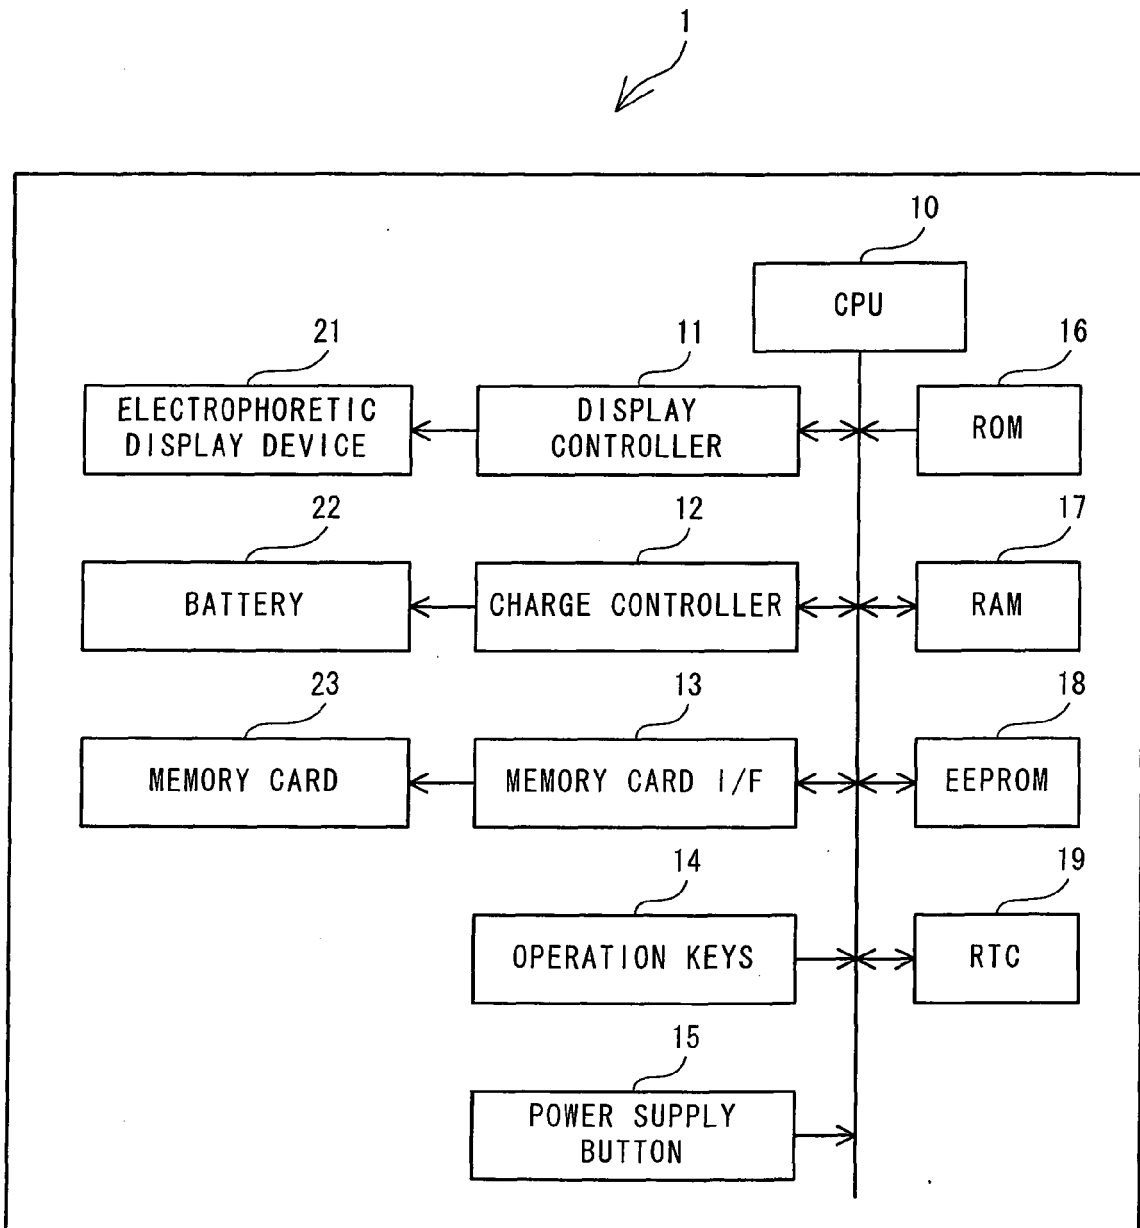 1
10
CPU
21
11
16
ELECTROPHORETIC
DISPLAY DEVICE
DISPLAY
CONTROLLER
ROM
22
12
17
BATTERY
CHARGE CONTROLLER
RAM
23
13
18
MEMORY CARD
MEMORY CARD I/F
EEPROM
14
19
OPERATION KEYS
RTC
15
POWER SUPPLY
BUTTON